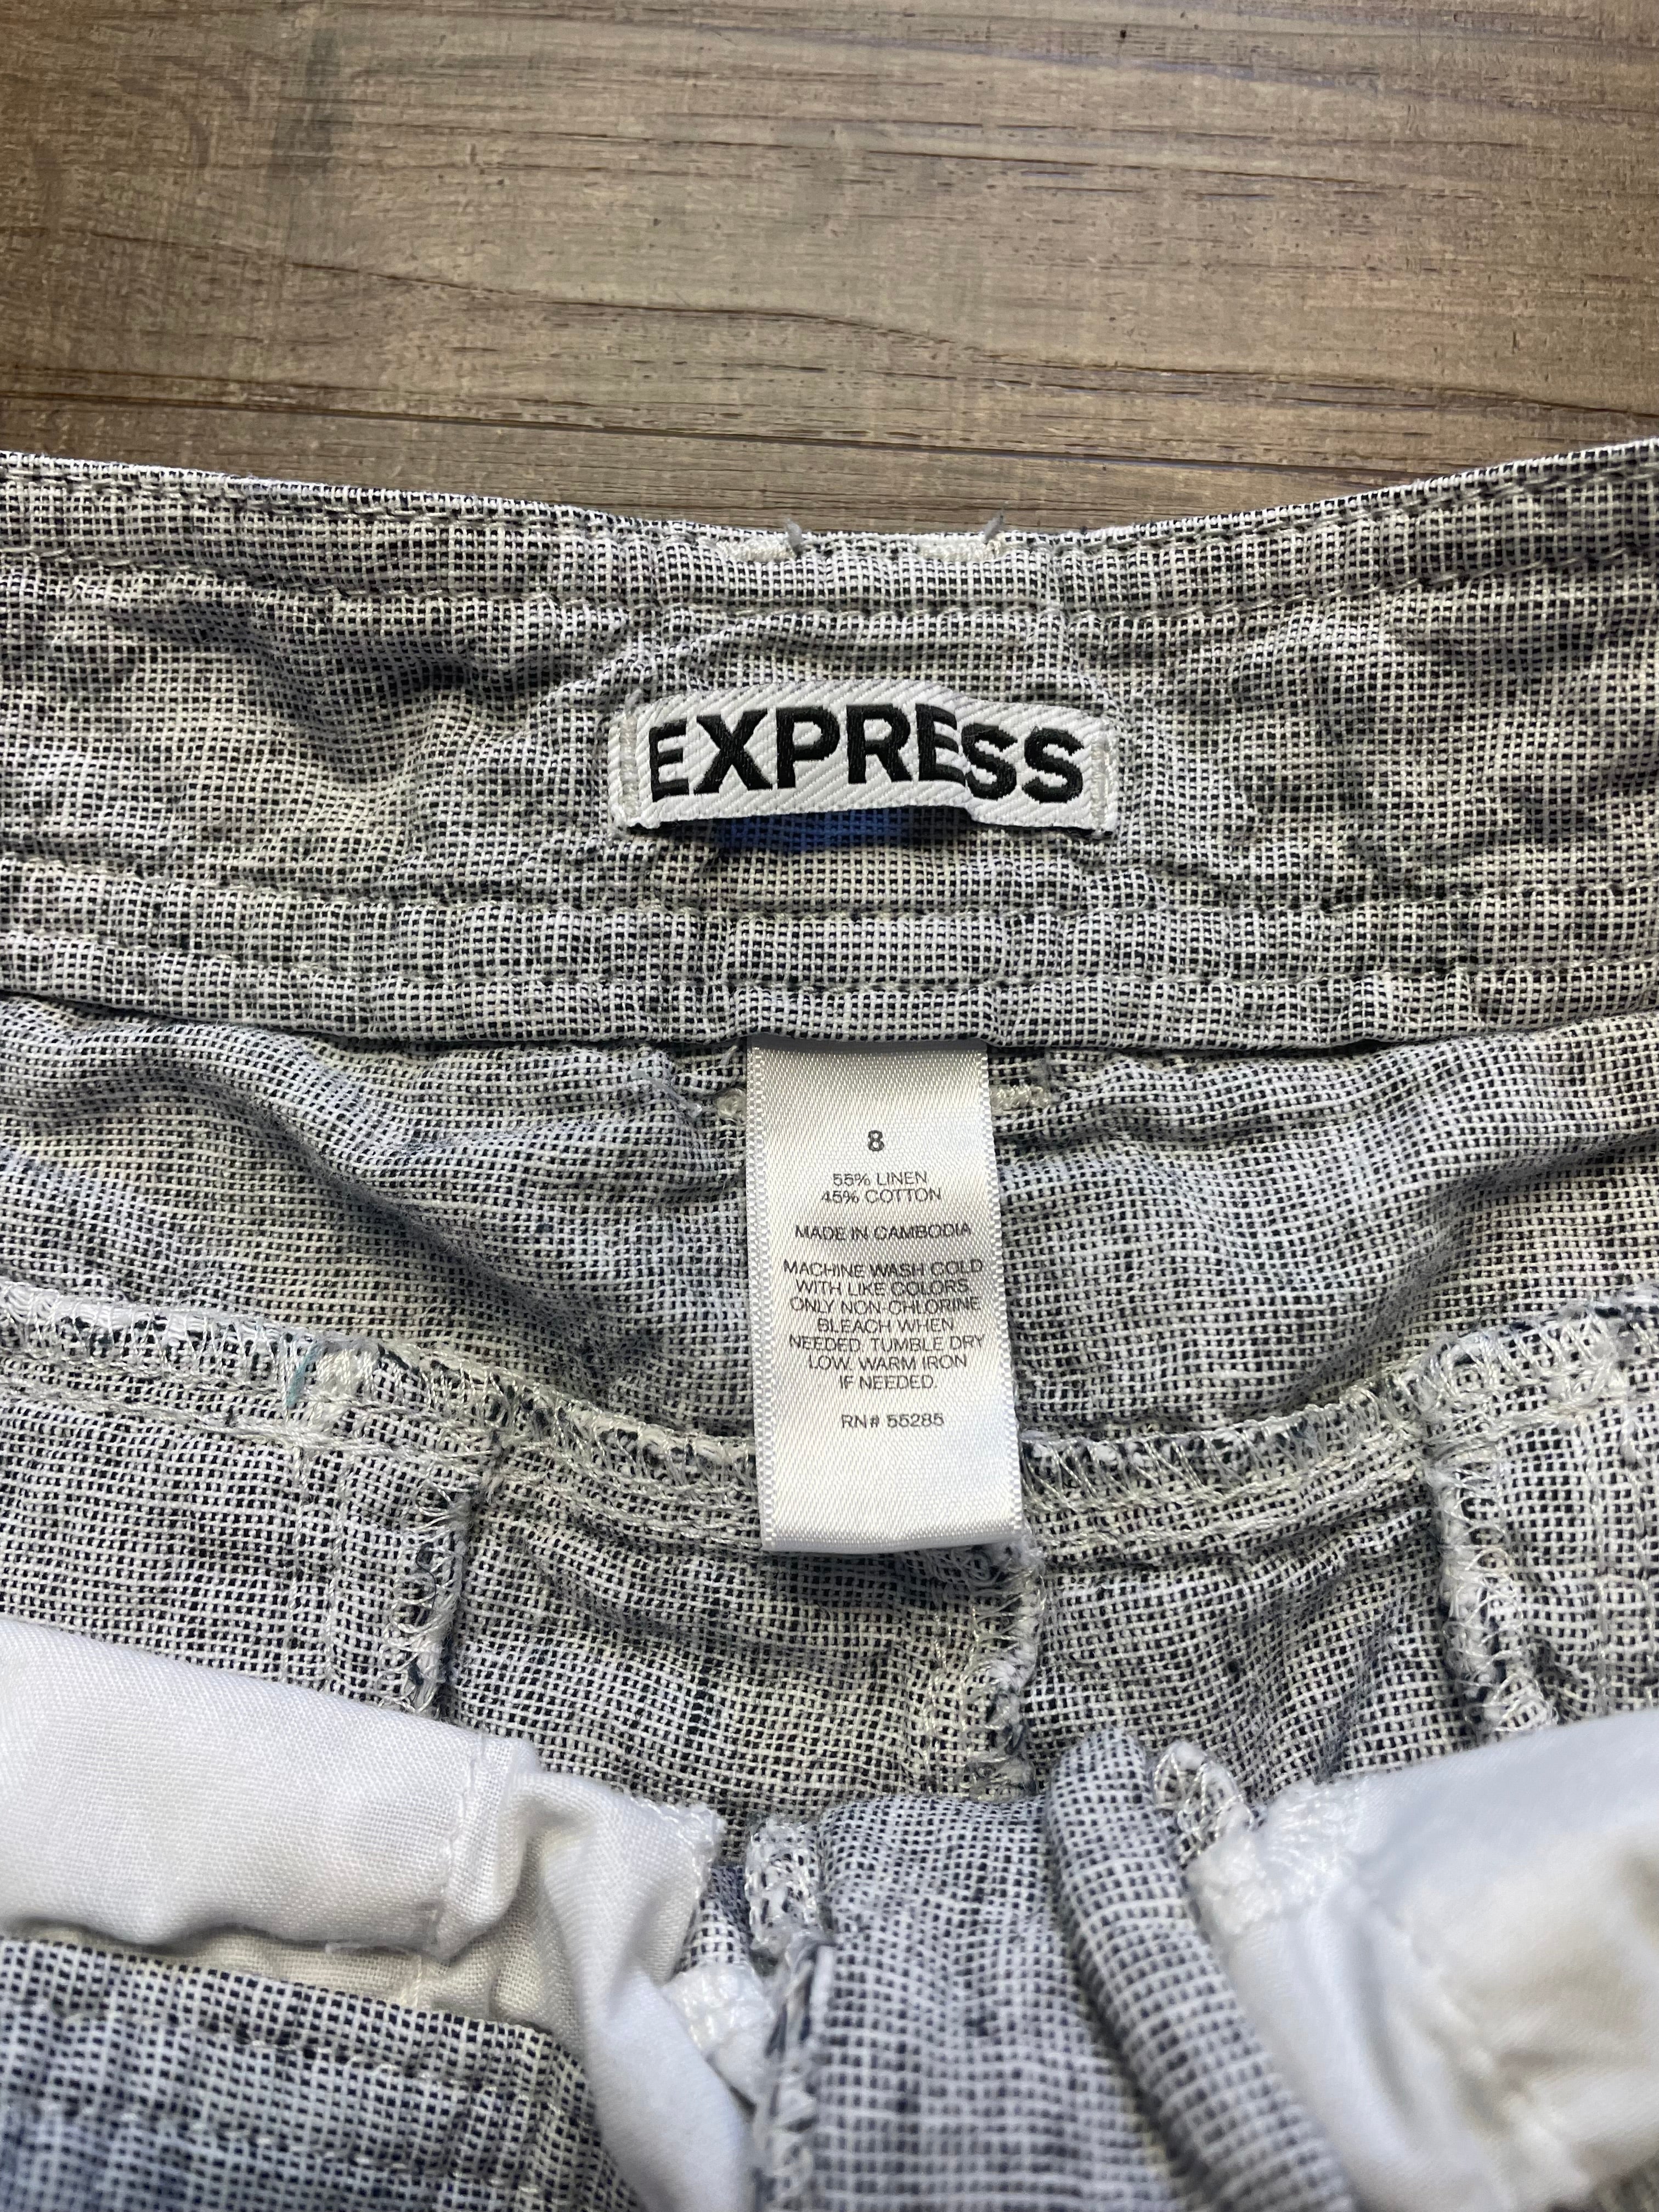 EXPRESS
8
55% LINEN
45% COTTON
MADE IN CAMBODIA
MACHINE WASH COLD
WITH LIKE COLORS.
ONLY NON-CHLORINE
BLEACH WHEN
NEEDED. TUMBLE DRY
LOW. WARM IRON
IF NEEDED.
RN# 55285